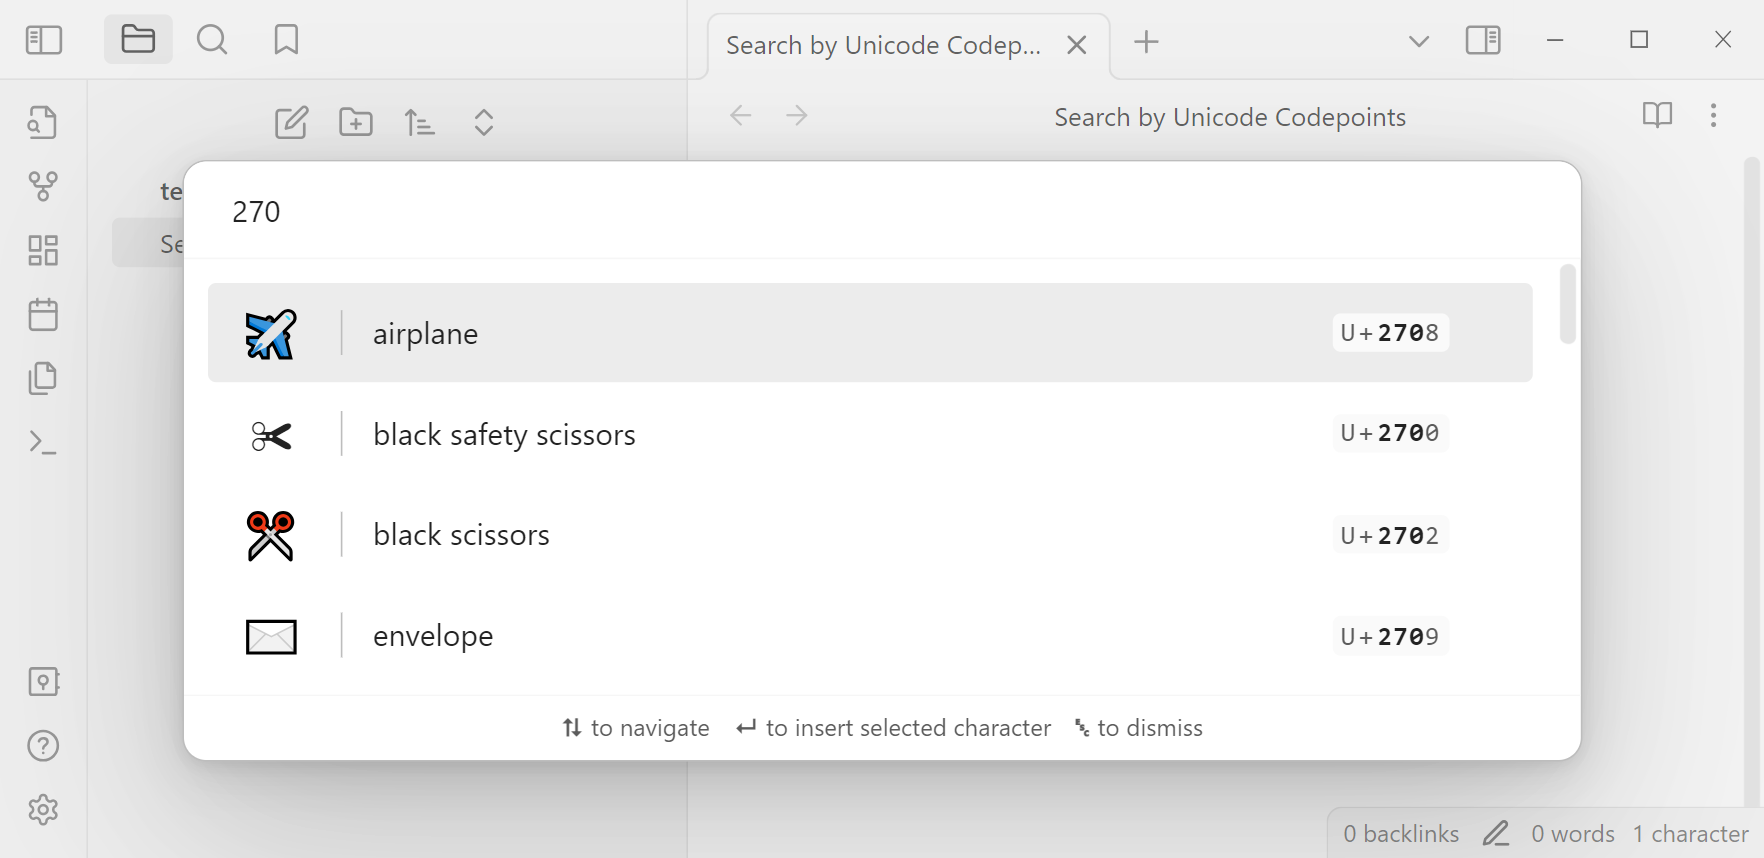 Search by Unicode Codep...
Search by Unicode Codepoints
te
Se
270
airplane U+2708
black safety scissors U+2700
black scissors U+2702
envelope U+2709
to navigate to insert selected character Esc to dismiss
0 backlinks 0 words 1 character